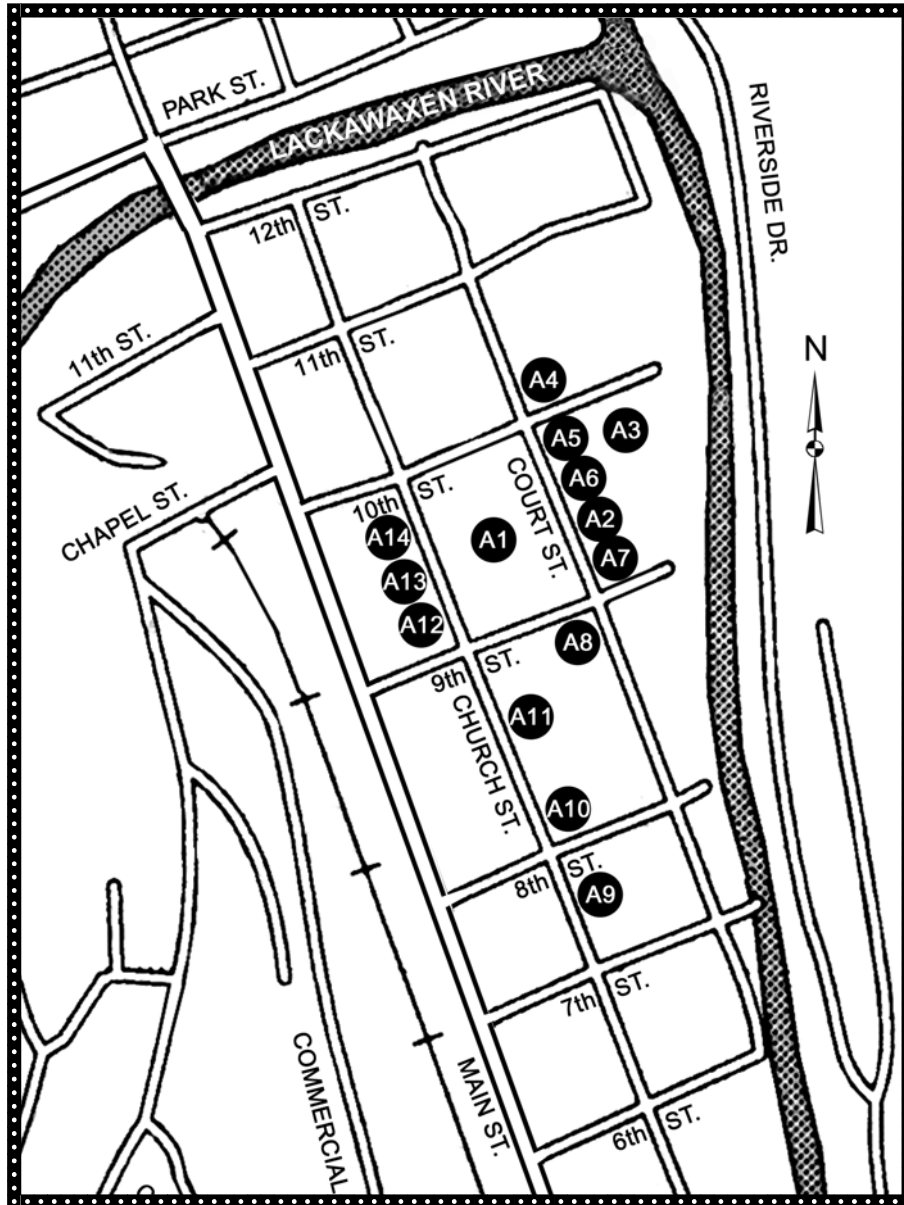 PARK ST.
LACKAWAXEN RIVER
RIVERSIDE DR.
12th ST.
11th ST.
11th ST.
N
A4
A5
A3
A6
COURT ST.
CHAPEL ST.
10th ST.
A14
A1
A2
A7
A13
A12
A8
9th ST.
A11
CHURCH ST.
A10
8th ST.
A9
7th ST.
COMMERCIAL
MAIN ST.
6th ST.